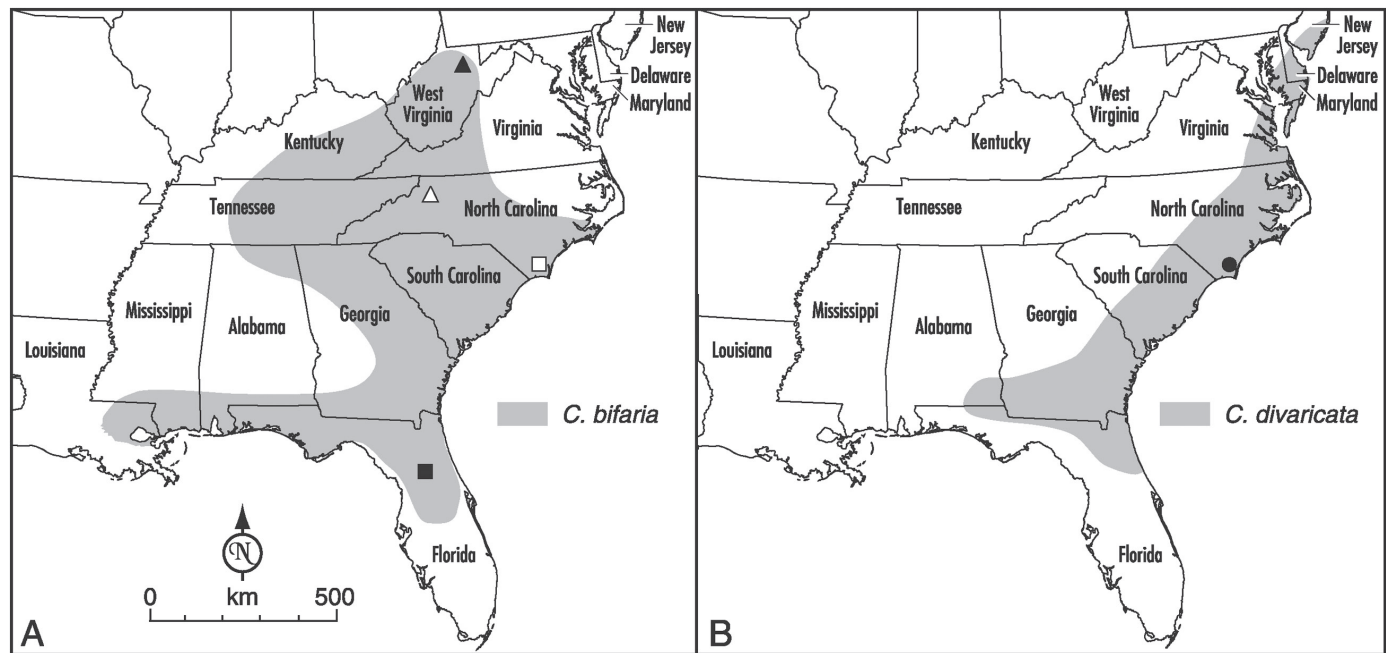 New
Jersey
Delaware
Maryland
West
Virginia
Virginia
Kentucky
Tennessee
North Carolina
South Carolina
Mississippi
Alabama
Georgia
Louisiana
C. bifaria
Florida
N
0 km 500
A
New
Jersey
Delaware
Maryland
West
Virginia
Virginia
Kentucky
Tennessee
North Carolina
South Carolina
Mississippi
Alabama
Georgia
Louisiana
C. divaricata
Florida
B